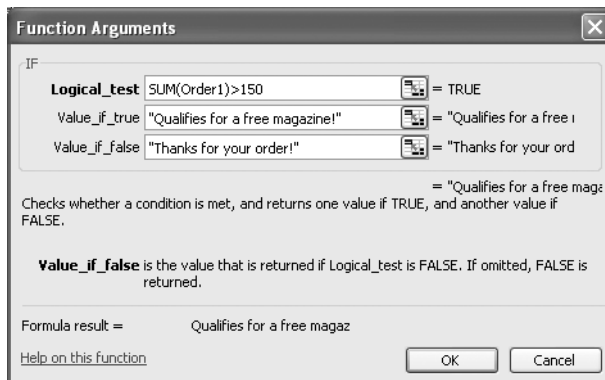 Function Arguments
IF
Logical_test SUM(Order1)>150 = TRUE
Value_if_true "Qualifies for a free magazine!" = "Qualifies for a free r
Value_if_false "Thanks for your order!" = "Thanks for your ord
= "Qualifies for a free maga
Checks whether a condition is met, and returns one value if TRUE, and another value if
FALSE.
Value_if_false is the value that is returned if Logical_test is FALSE. If omitted, FALSE is
returned.
Formula result = Qualifies for a free magaz
Help on this function OK Cancel